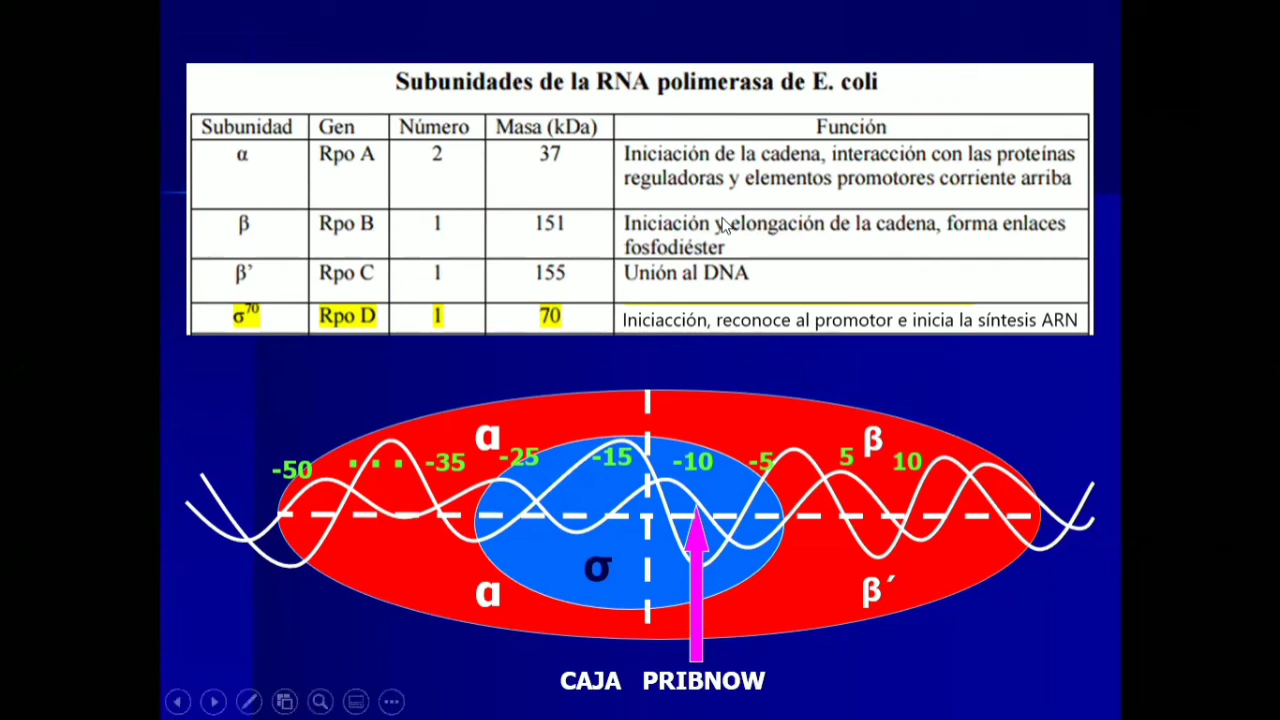 Subunidades de la RNA polimerasa de E. coli
Subunidad Gen Número Masa (kDa) Función
α Rpo A 2 37 Iniciación de la cadena, interacción con las proteínas
reguladoras y elementos promotores corriente arriba
β Rpo B 1 151 Iniciación y elongación de la cadena, forma enlaces
fosfodiéster
β’ Rpo C 1 155 Unión al DNA
σ70 Rpo D 1 70 Iniciacción, reconoce al promotor e inicia la síntesis ARN
α β
-50 . . . -35 -25 -15 -10 -5 5 10
σ
α β´
CAJA PRIBNOW